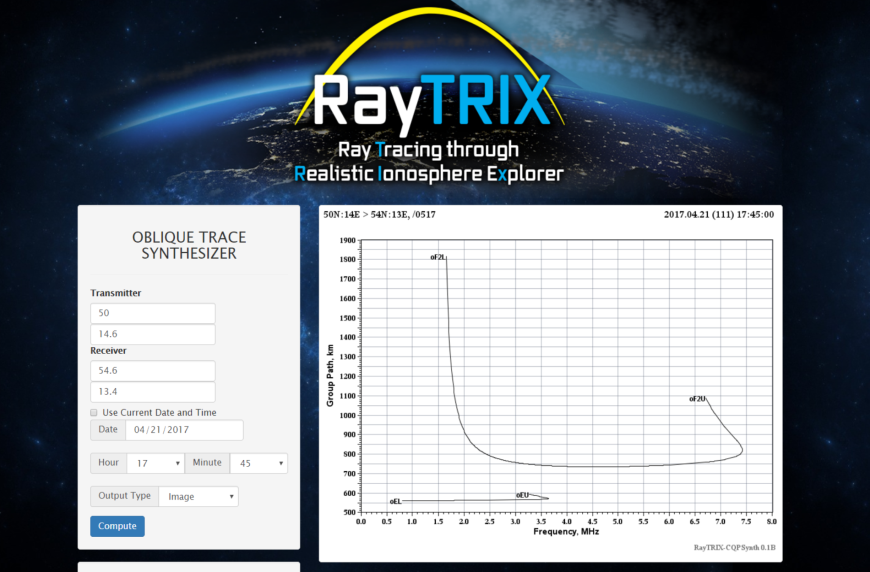 RayTRIX
Ray Tracing through
Realistic Ionosphere Explorer
OBLIQUE TRACE
SYNTHESIZER
Transmitter
50
14.6
Receiver
54.6
13.4
Use Current Date and Time
Date 04/21/2017
Hour 17 Minute 45
Output Type Image
Compute
50N:14E > 54N:13E, /0517 2017.04.21 (111) 17:45:00
Group Path, km
1900
1800
1700
1600
1500
1400
1300
1200
1100
1000
900
800
700
600
500
oF2L
oF2U
oEU
oEL
0.0 0.5 1.0 1.5 2.0 2.5 3.0 3.5 4.0 4.5 5.0 5.5 6.0 6.5 7.0 7.5 8.0
Frequency, MHz
RayTRIX-CQPSynth 0.1B